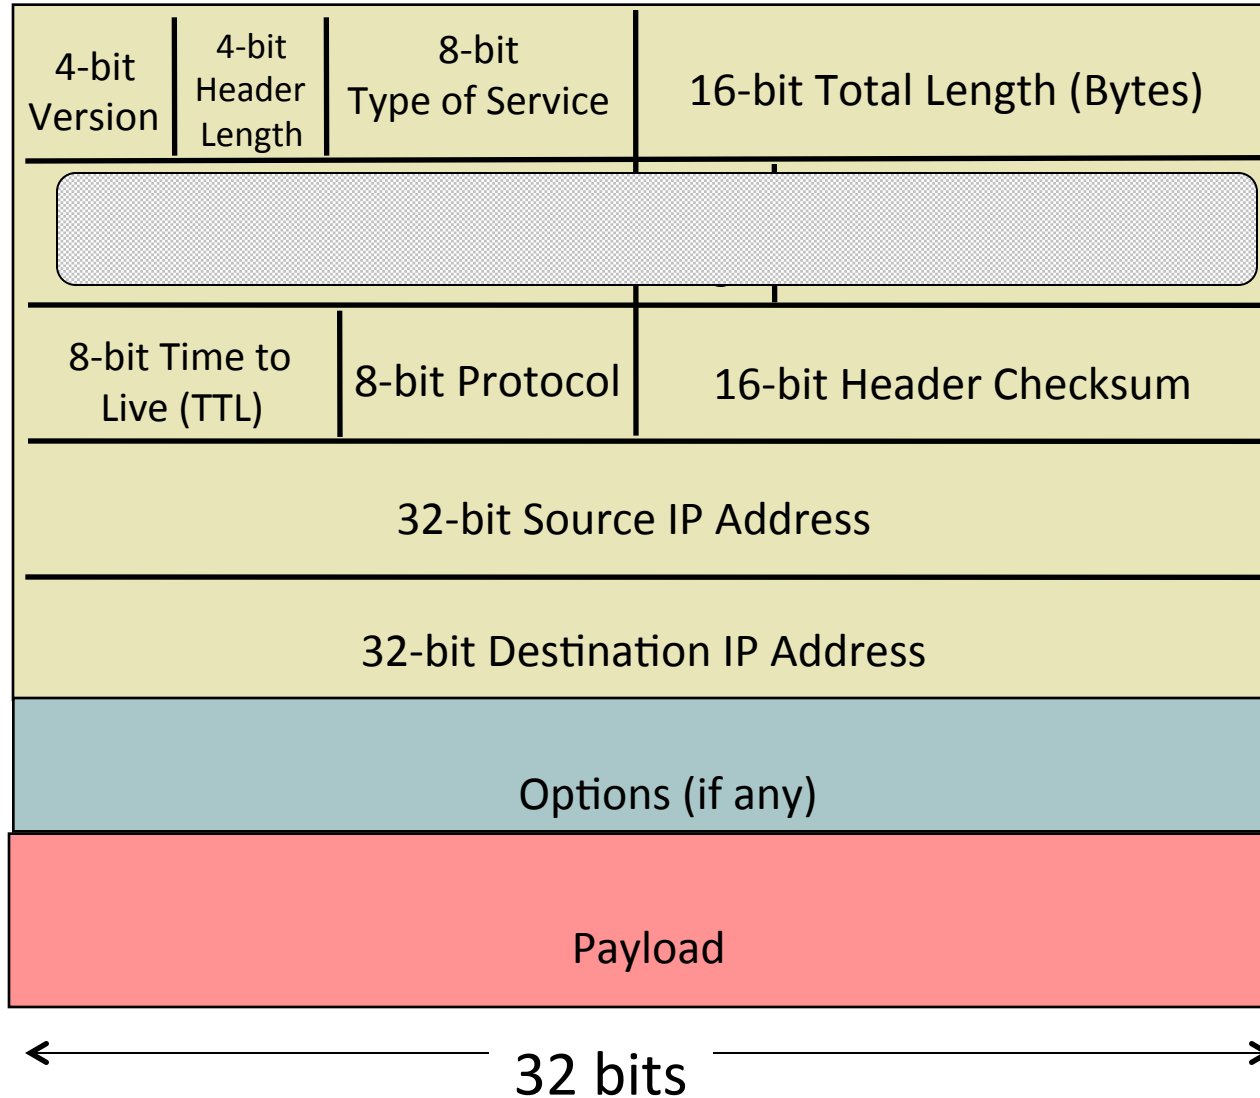 4-bit
Version
4-bit
Header
Length
8-bit
Type of Service
16-bit Total Length (Bytes)
8-bit Time to
Live (TTL)
8-bit Protocol
16-bit Header Checksum
32-bit Source IP Address
32-bit Destination IP Address
Options (if any)
Payload
32 bits